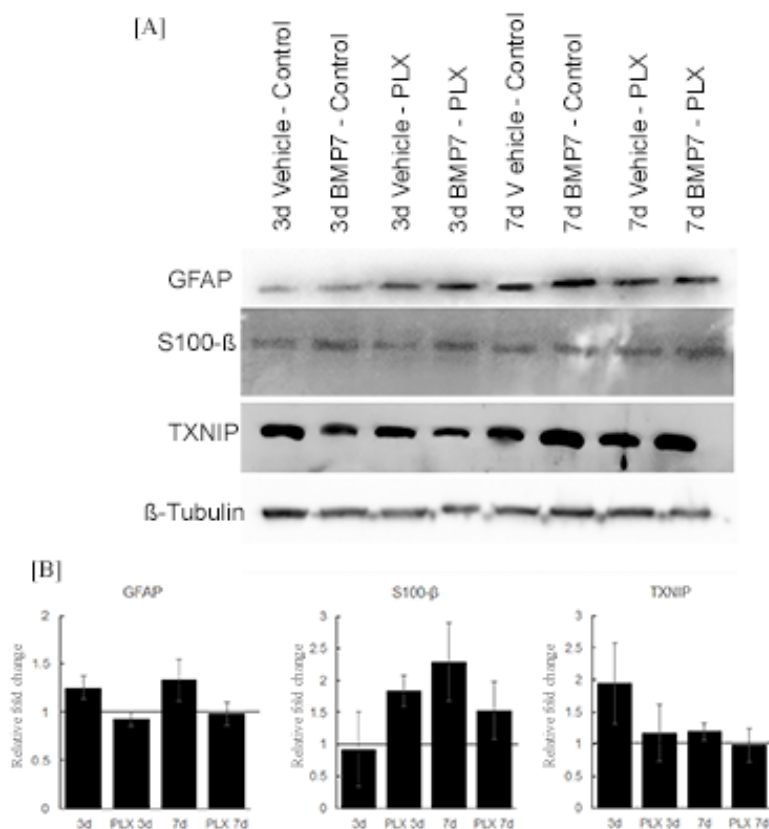 [A]
3d Vehicle - Control
3d BMP7 - Control
3d Vehicle - PLX
3d BMP7 - PLX
7d V ehicle - Control
7d BMP7 - Control
7d Vehicle - PLX
7d BMP7 - PLX
GFAP
S100-ß
TXNIP
ß-Tubulin
[B]
GFAP
S100-β
TXNIP
Relative fold change
2
1.5
1
0.5
0
3d PLX 3d 7d PLX 7d
Relative fold change
3
2.5
2
1.5
1
0.5
0
3d PLX 3d 7d PLX 7d
Relative fold change
3
2.5
2
1.5
1
0.5
0
3d PLX 3d 7d PLX 7d